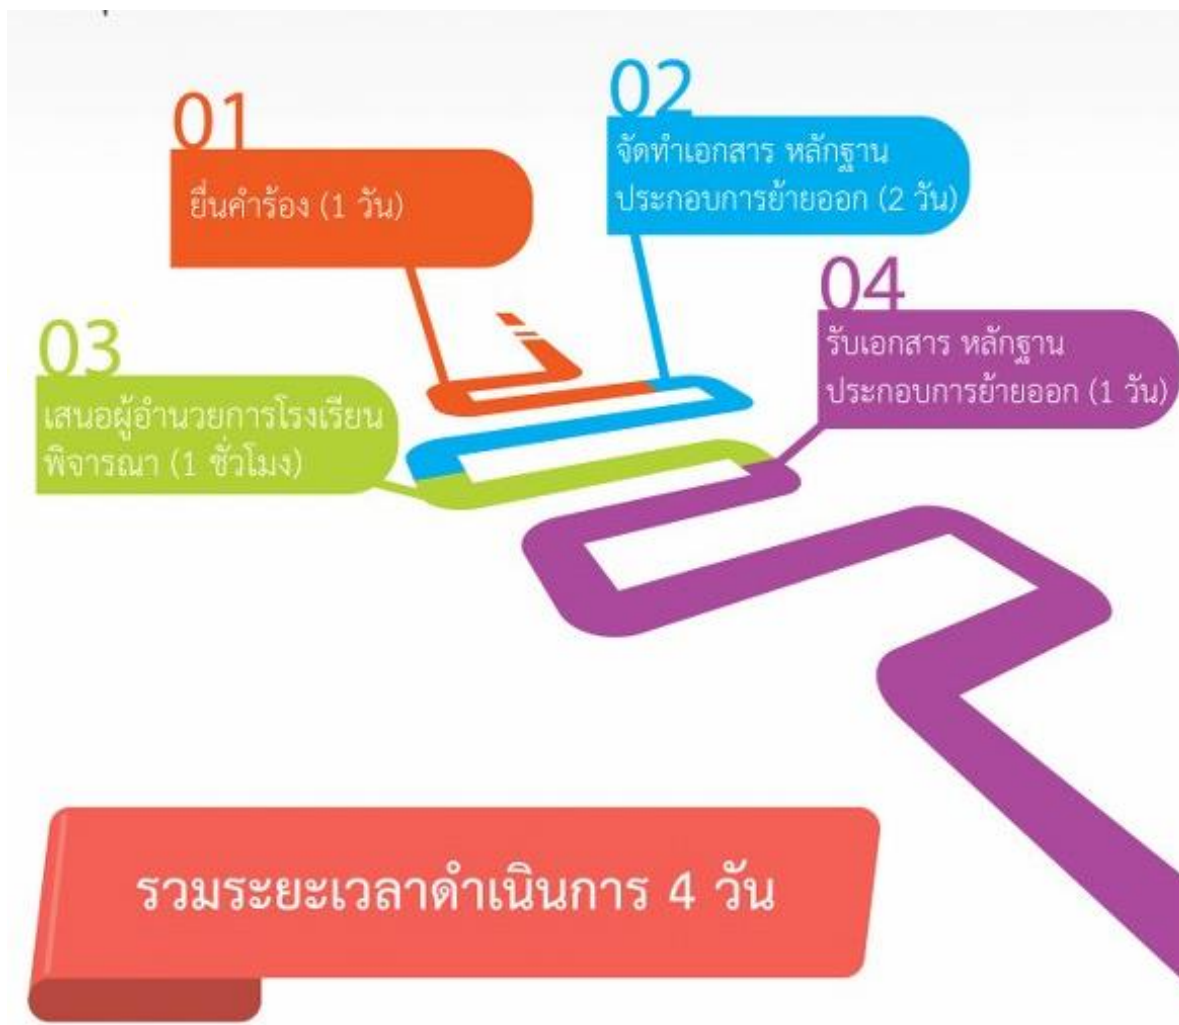 01
ยื่นคำร้อง (1 วัน)
02
จัดทำเอกสาร หลักฐาน
ประกอบการย้ายออก (2 วัน)
03
เสนอผู้อำนวยการโรงเรียน
พิจารณา (1 ชั่วโมง)
04
รับเอกสาร หลักฐาน
ประกอบการย้ายออก (1 วัน)
รวมระยะเวลาดำเนินการ 4 วัน